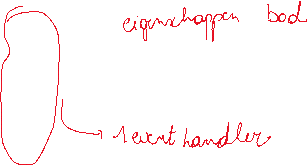 eigenschappen bod
1 event handler